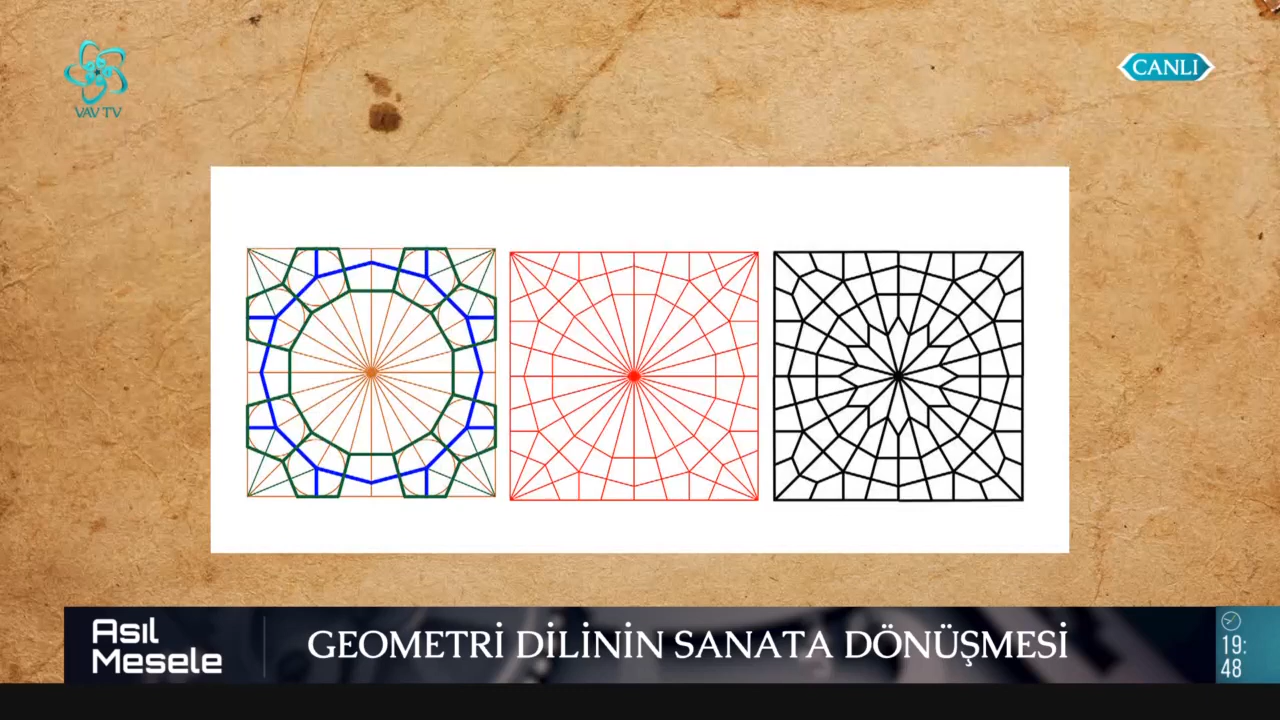 VAV TV
CANLI
Asıl
Mesele
GEOMETRİ DİLİNİN SANATA DÖNÜŞMESİ
19:
48